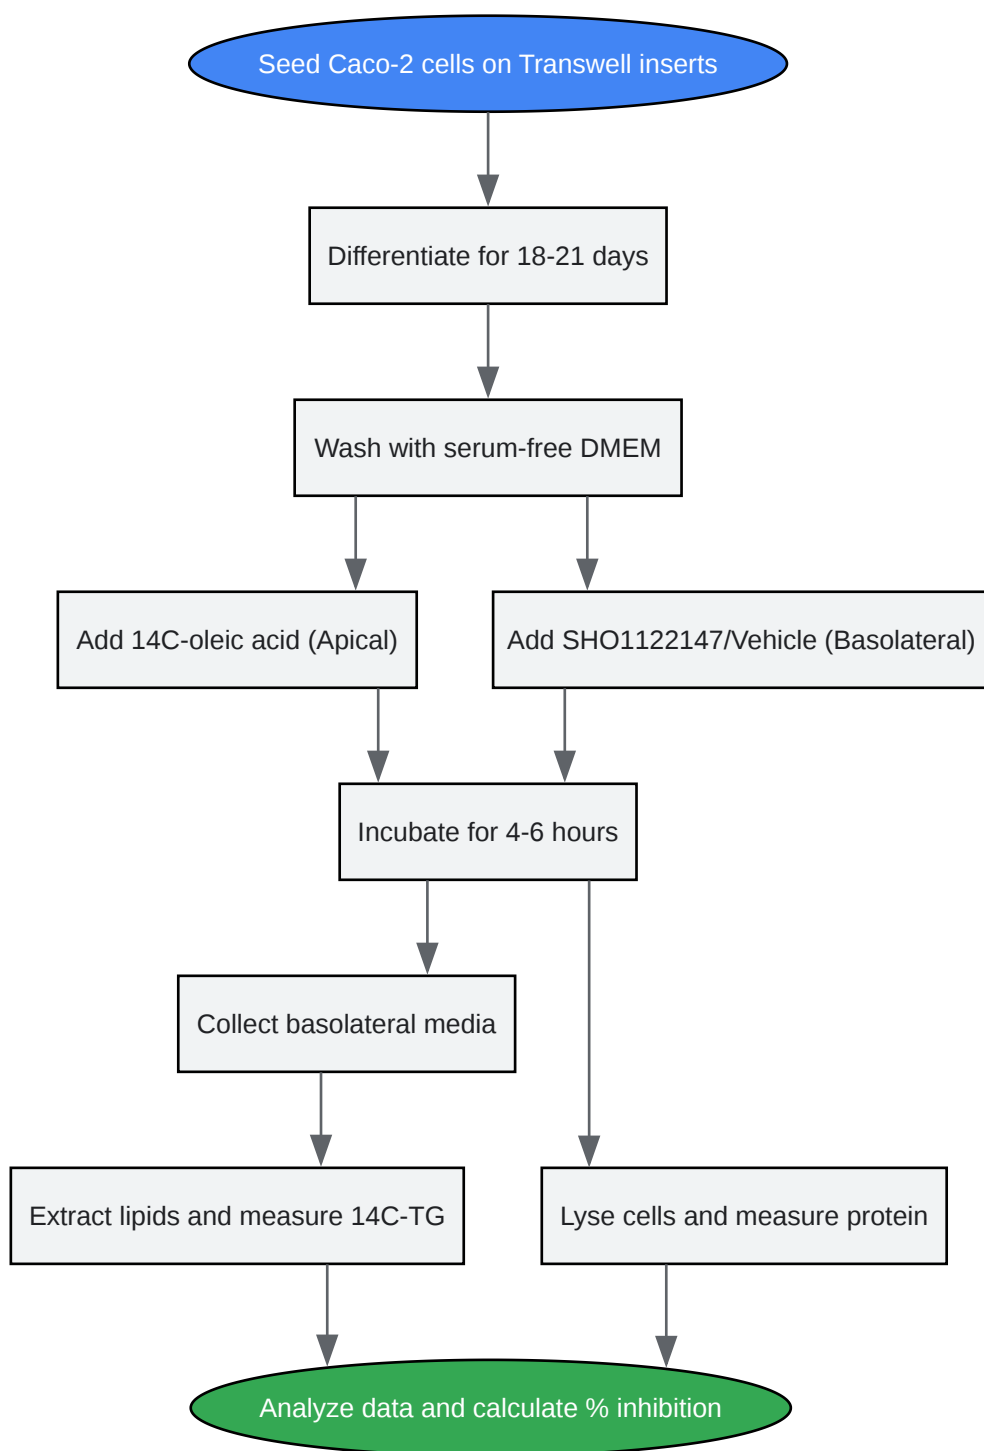 Seed Caco-2 cells on Transwell inserts
Differentiate for 18-21 days
Wash with serum-free DMEM
Add 14C-oleic acid (Apical)
Add SHO1122147/Vehicle (Basolateral)
Incubate for 4-6 hours
Collect basolateral media
Extract lipids and measure 14C-TG
Lyse cells and measure protein
Analyze data and calculate % inhibition